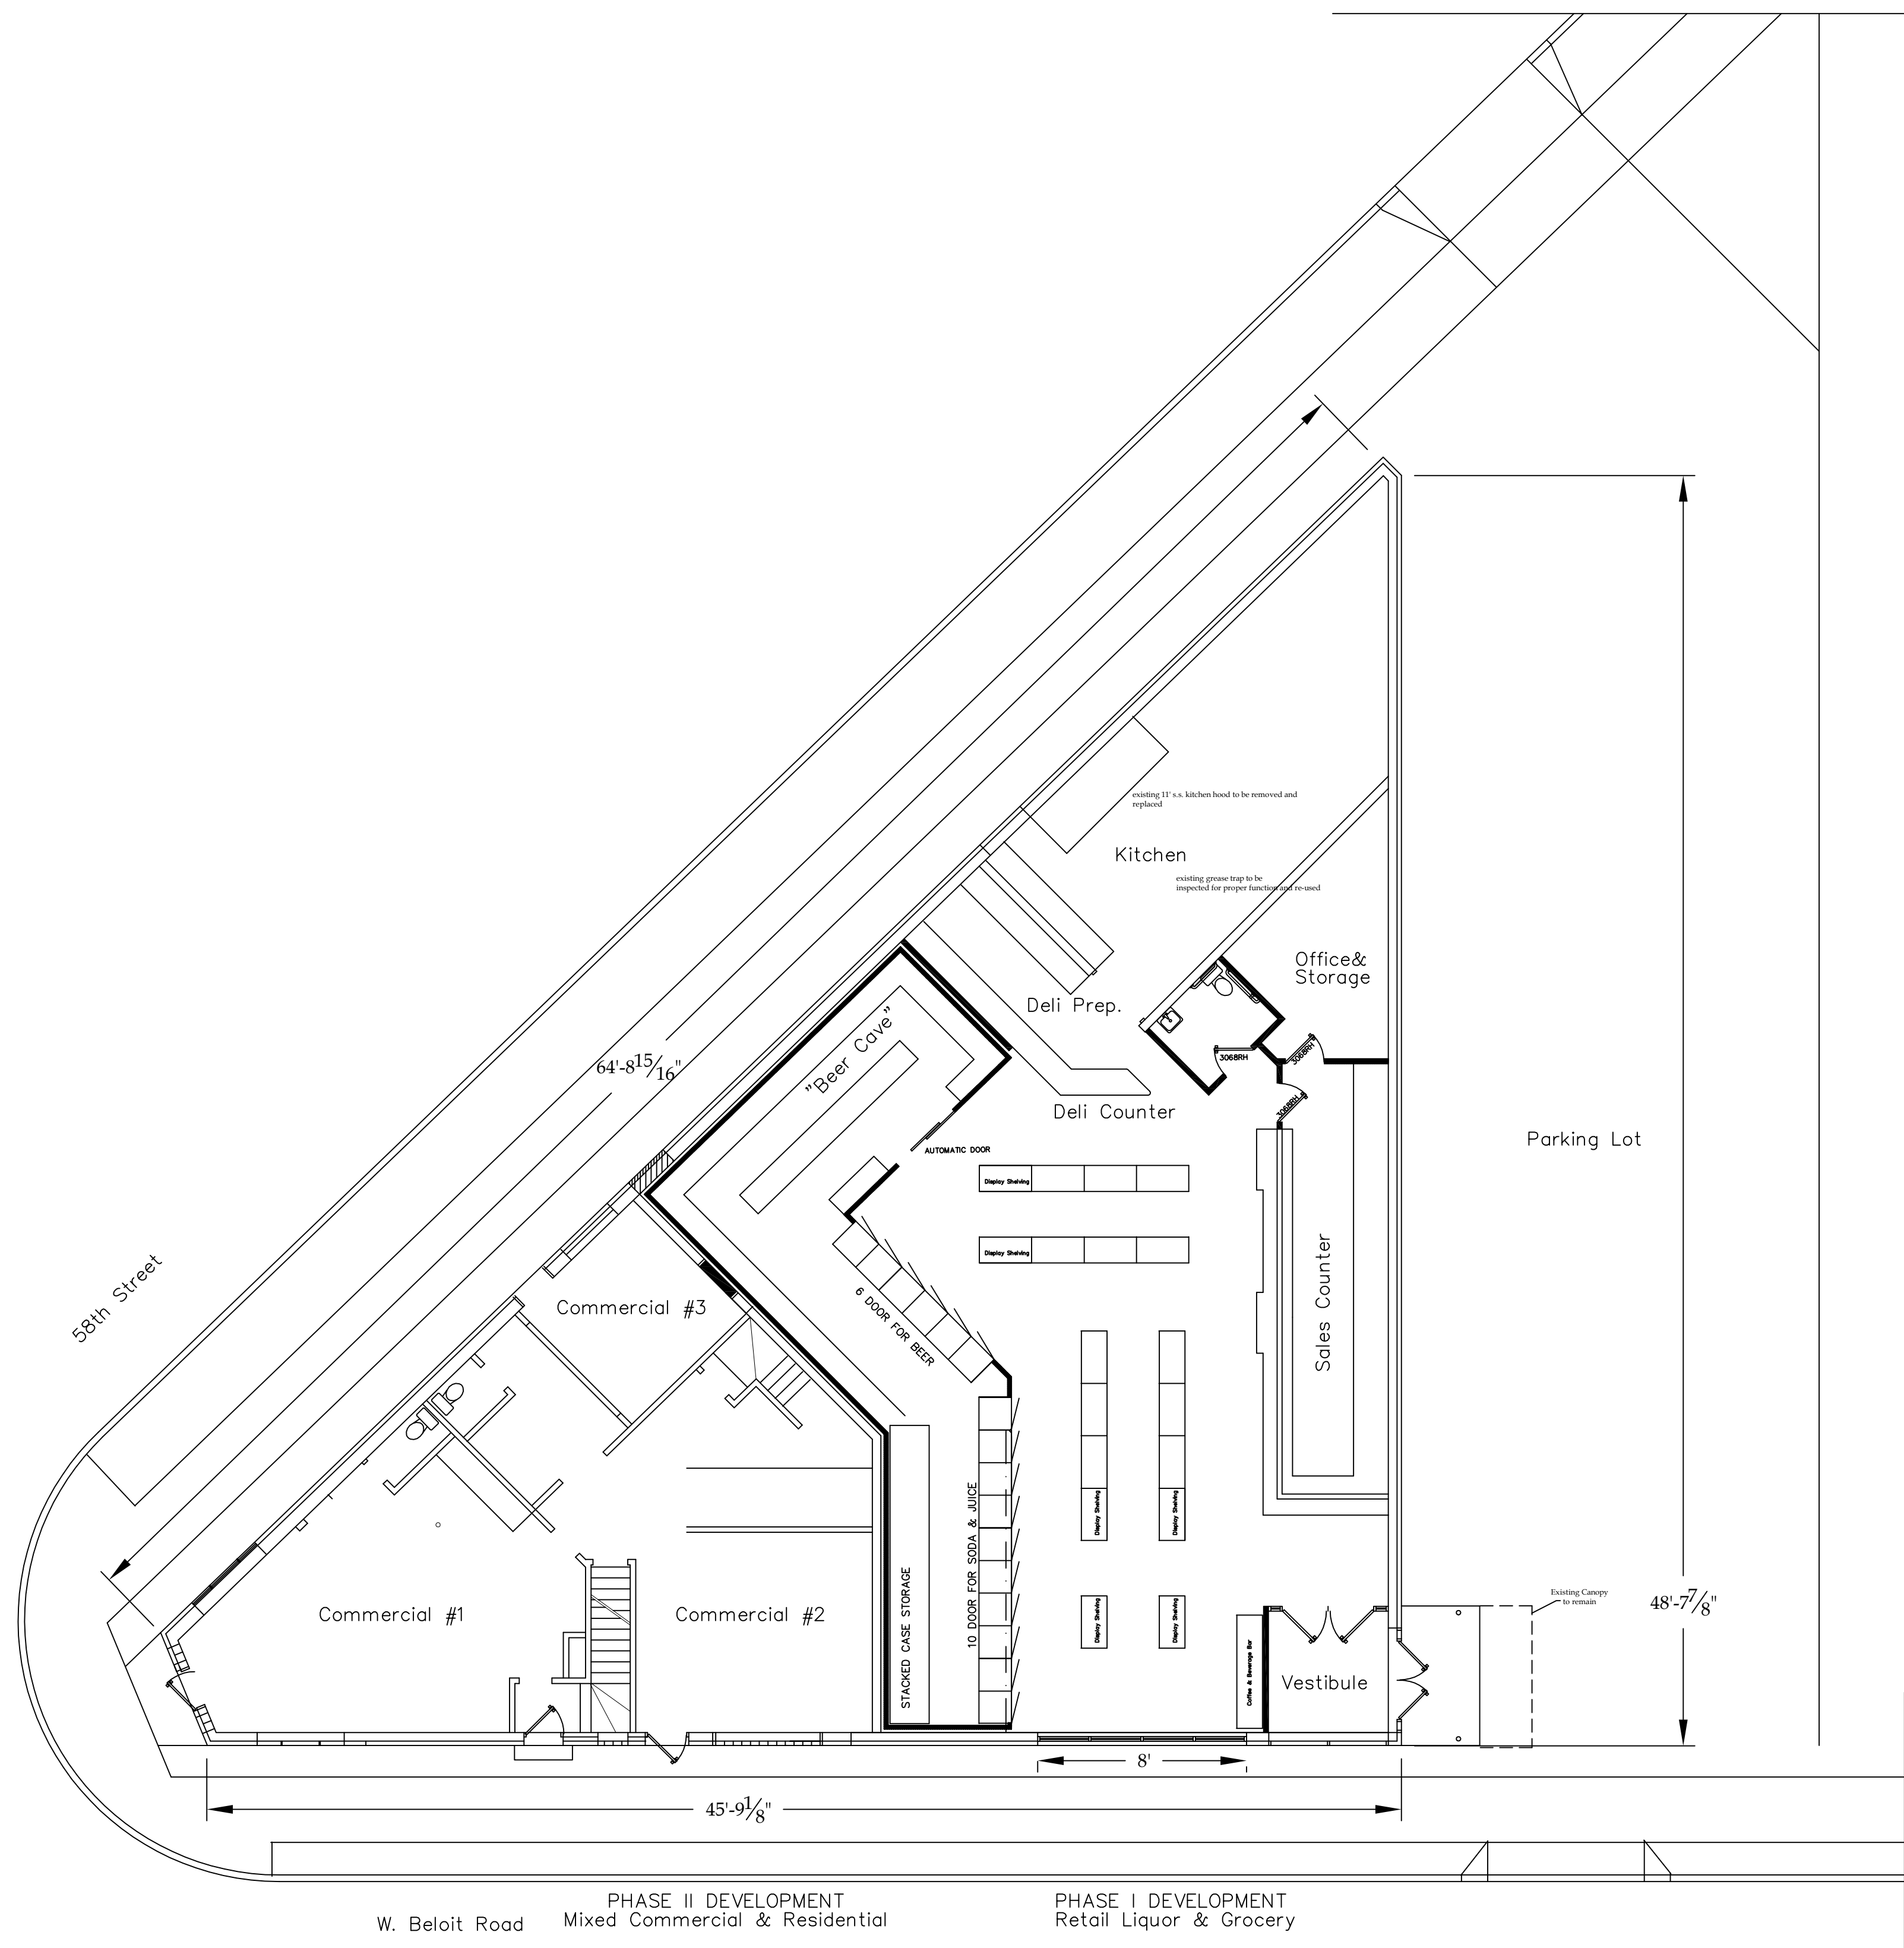 existing 11' s.s. kitchen hood to be removed and
replaced
Kitchen
existing grease trap to be
inspected for proper function and re-used
Office&
Storage
Deli Prep.
"Beer Cave"
3068RH
3068RH
64'-8 15/16"
3068RH
Deli Counter
Parking Lot
AUTOMATIC DOOR
Display Shelving
Display Shelving
58th Street
Sales Counter
Commercial #3
6 DOOR FOR BEER
Display Shelving
Display Shelving
10 DOOR FOR SODA & JUICE
STACKED CASE STORAGE
Existing Canopy
to remain
48'-7 7/8"
Commercial #1
Commercial #2
Display Shelving
Display Shelving
Coffee & Beverage Bar
Vestibule
8'
45'-9 1/8"
PHASE II DEVELOPMENT
Mixed Commercial & Residential
PHASE I DEVELOPMENT
Retail Liquor & Grocery
W. Beloit Road